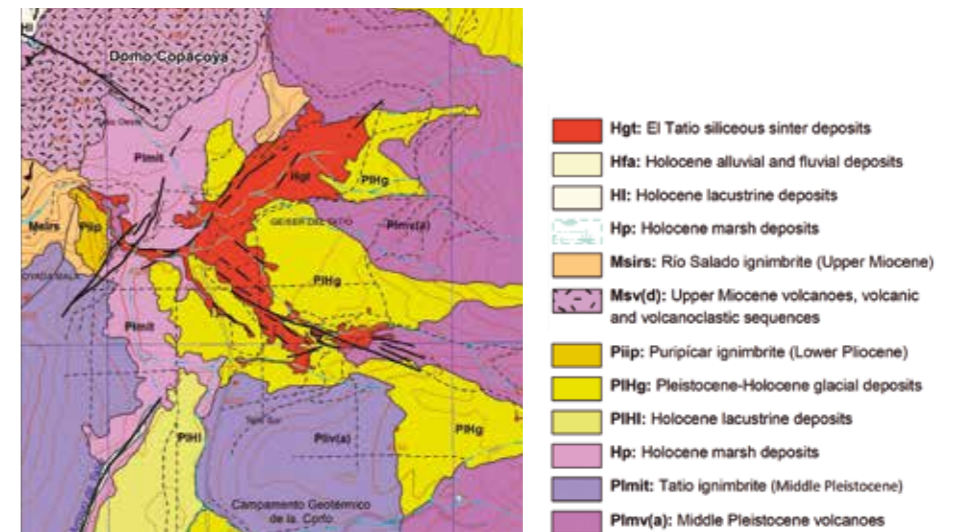 Hl
Domo Copacoya
Plmit
Hgt
PlHg
Msirs
Piip
GEISER DEL TATIO
Plmv(a)
PlHg
Plmit
PlHl
Pliv(a)
PlHg
Campamento Geotérmico
de la Corfo
Hgt: El Tatio siliceous sinter deposits
Hfa: Holocene alluvial and fluvial deposits
Hl: Holocene lacustrine deposits
Hp: Holocene marsh deposits
Msirs: Río Salado ignimbrite (Upper Miocene)
Msv(d): Upper Miocene volcanoes, volcanic
and volcanoclastic sequences
Piip: Puripícar ignimbrite (Lower Pliocene)
PlHg: Pleistocene-Holocene glacial deposits
PlHl: Holocene lacustrine deposits
Hp: Holocene marsh deposits
Plmit: Tatio ignimbrite (Middle Pleistocene)
Plmv(a): Middle Pleistocene volcanoes